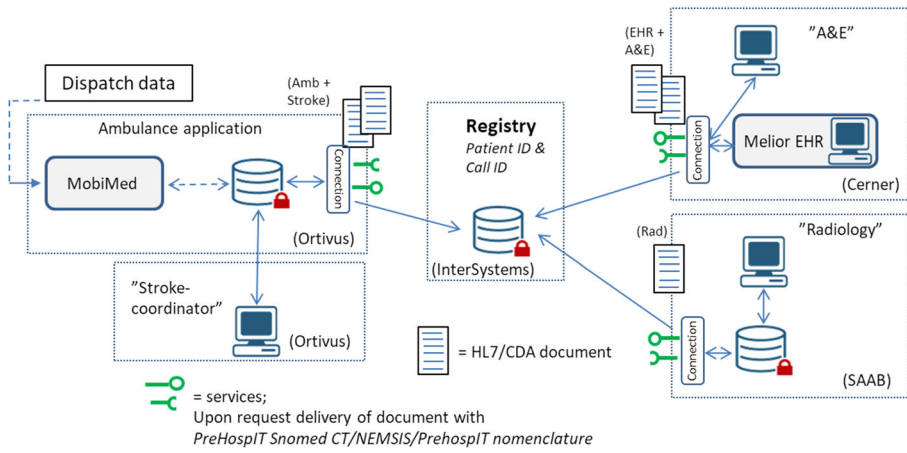 Dispatch data
(Amb +
Stroke)
Ambulance application
MobiMed
Connection
(Ortivus)
"Stroke-
coordinator"
(Ortivus)
Registry
Patient ID &
Call ID
(InterSystems)
(EHR +
A&E)
"A&E"
Connection
Melior EHR
(Cerner)
(Rad)
"Radiology"
Connection
(SAAB)
= HL7/CDA document
= services;
Upon request delivery of document with
PreHospIT Snomed CT/NEMSIS/PrehospIT nomenclature